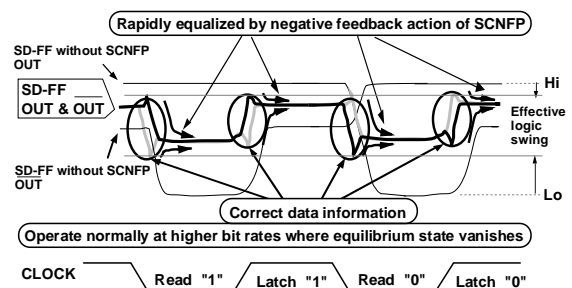 Rapidly equalized by negative feedback action of SCNFP
SD-FF without SCNFP
OUT
SD-FF
OUT & OUT
Hi
Effective
logic
swing
SD-FF without SCNFP
OUT
Lo
Correct data information
Operate normally at higher bit rates where equilibrium state vanishes
CLOCK
Read "1"
Latch "1"
Read "0"
Latch "0"